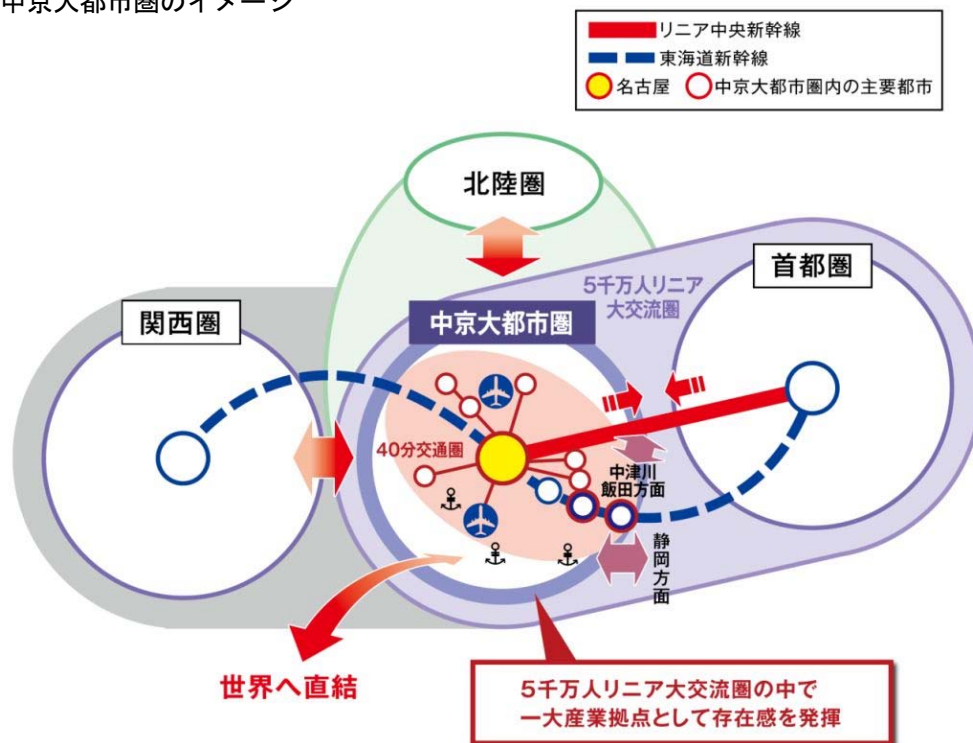 中京大都市圏のイメージ
リニア中央新幹線
東海道新幹線
名古屋 中京大都市圏内の主要都市
北陸圏
首都圏
5千万人リニア
大交流圏
関西圏
中京大都市圏
40分交通圏
中津川
飯田方面
静岡方面
世界へ直結
5千万人リニア大交流圏の中で
一大産業拠点として存在感を発揮